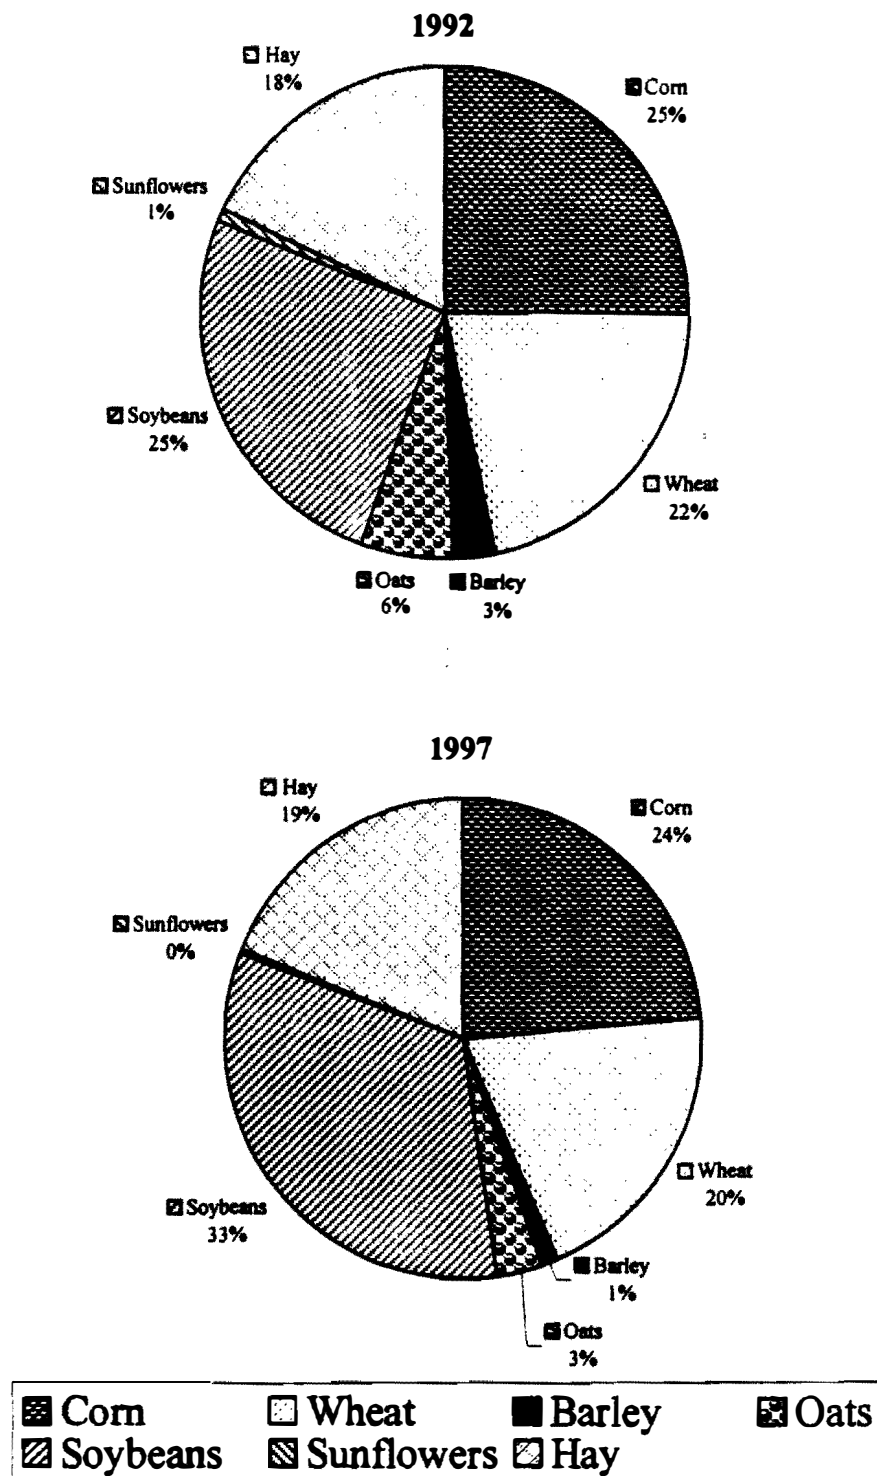 1992
Hay
18%
Corn
25%
Sunflowers
1%
Soybeans
25%
Wheat
22%
Oats
6%
Barley
3%
1997
Hay
19%
Corn
24%
Sunflowers
0%
Wheat
20%
Soybeans
33%
Barley
1%
Oats
3%
Corn Wheat Barley Oats
Soybeans Sunflowers Hay